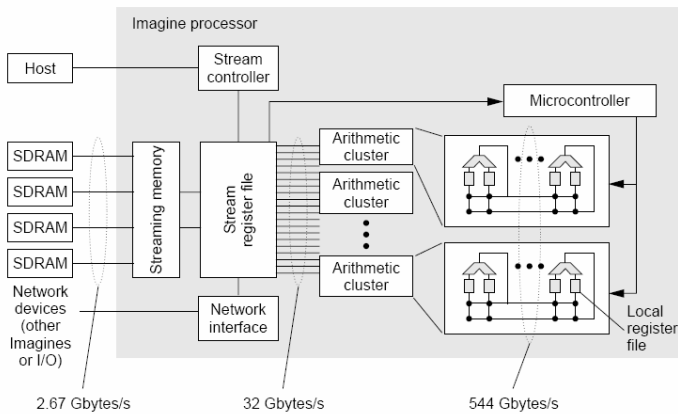 Imagine processor
Host
Stream
controller
Microcontroller
SDRAM
SDRAM
SDRAM
SDRAM
Streaming memory
Stream
register file
Arithmetic
cluster
Arithmetic
cluster
Arithmetic
cluster
Network
devices
(other
Imagines
or I/O)
Network
interface
Local
register
file
2.67 Gbytes/s
32 Gbytes/s
544 Gbytes/s